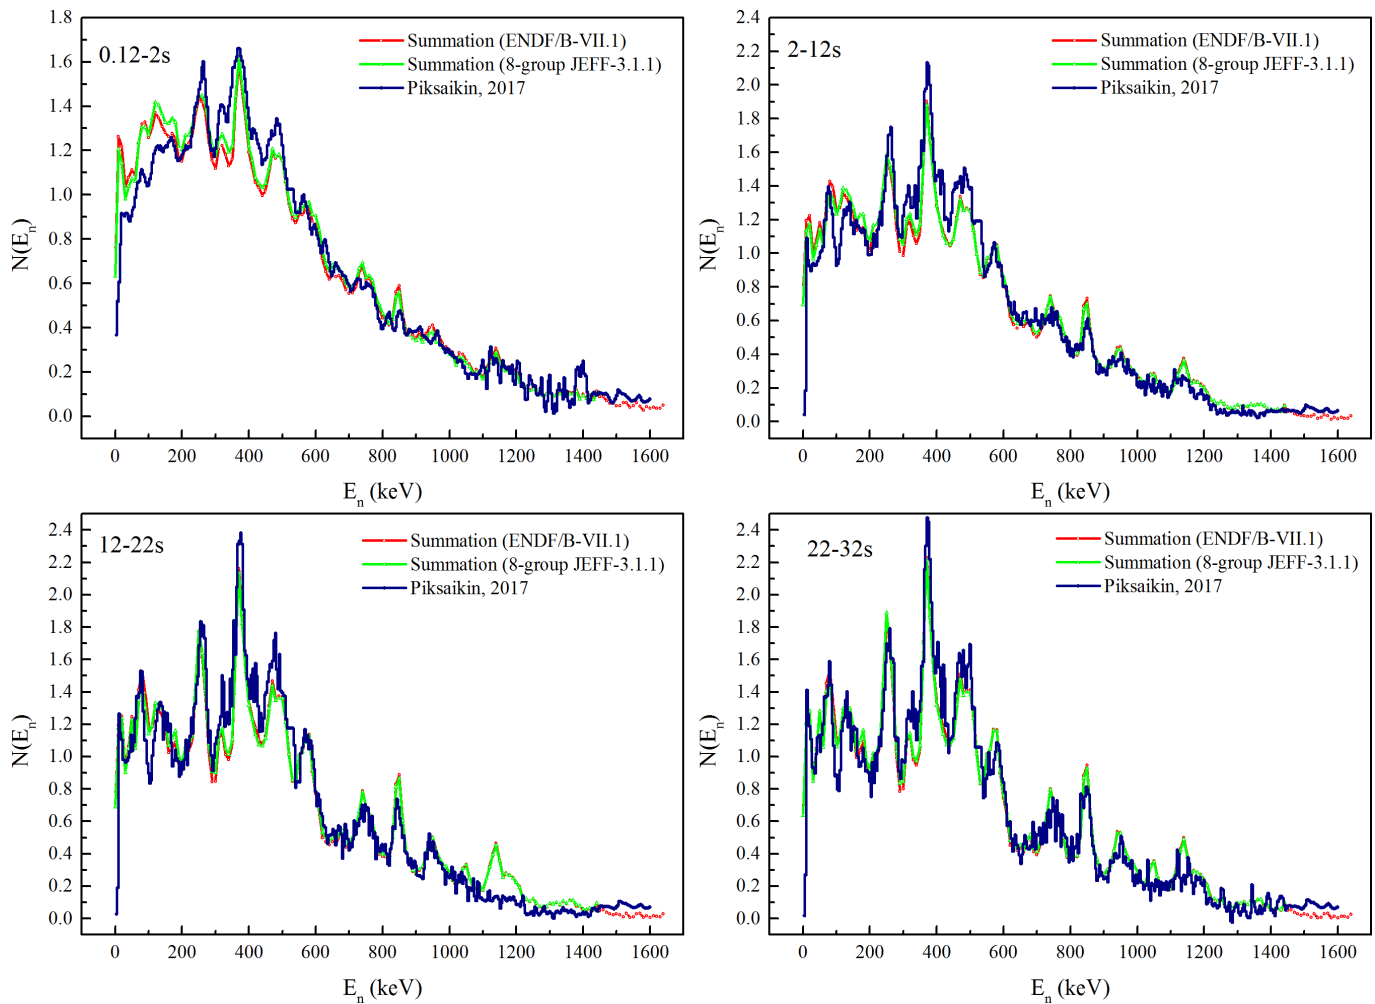 0.12-2s
Summation (ENDF/B-VII.1)
Summation (8-group JEFF-3.1.1)
Piksaikin, 2017
N(Eₙ)
1.8
1.6
1.4
1.2
1.0
0.8
0.6
0.4
0.2
0.0
0 200 400 600 800 1000 1200 1400 1600
Eₙ (keV)
2-12s
Summation (ENDF/B-VII.1)
Summation (8-group JEFF-3.1.1)
Piksaikin, 2017
N(Eₙ)
2.4
2.2
2.0
1.8
1.6
1.4
1.2
1.0
0.8
0.6
0.4
0.2
0.0
0 200 400 600 800 1000 1200 1400 1600
Eₙ (keV)
12-22s
Summation (ENDF/B-VII.1)
Summation (8-group JEFF-3.1.1)
Piksaikin, 2017
N(Eₙ)
2.4
2.2
2.0
1.8
1.6
1.4
1.2
1.0
0.8
0.6
0.4
0.2
0.0
0 200 400 600 800 1000 1200 1400 1600
Eₙ (keV)
22-32s
Summation (ENDF/B-VII.1)
Summation (8-group JEFF-3.1.1)
Piksaikin, 2017
N(Eₙ)
2.4
2.2
2.0
1.8
1.6
1.4
1.2
1.0
0.8
0.6
0.4
0.2
0.0
0 200 400 600 800 1000 1200 1400 1600
Eₙ (keV)